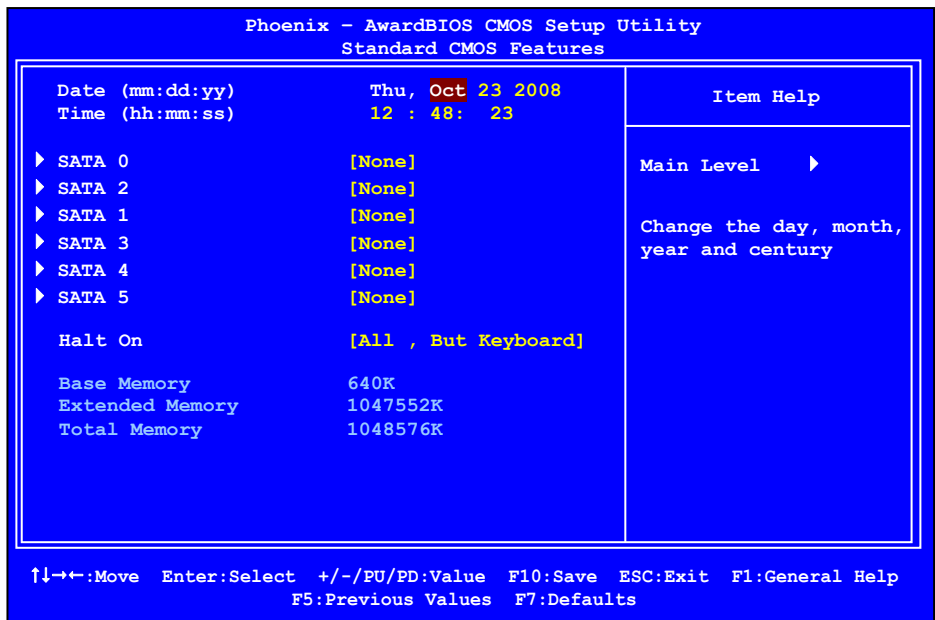 Phoenix – AwardBIOS CMOS Setup Utility
Standard CMOS Features
Date (mm:dd:yy) Thu, Oct 23 2008
Time (hh:mm:ss) 12 : 48: 23
SATA 0 [None]
SATA 2 [None]
SATA 1 [None]
SATA 3 [None]
SATA 4 [None]
SATA 5 [None]
Halt On [All , But Keyboard]
Base Memory 640K
Extended Memory 1047552K
Total Memory 1048576K
Item Help
Main Level
Change the day, month,
year and century
↑↓→←:Move Enter:Select +/-/PU/PD:Value F10:Save ESC:Exit F1:General Help
F5:Previous Values F7:Defaults